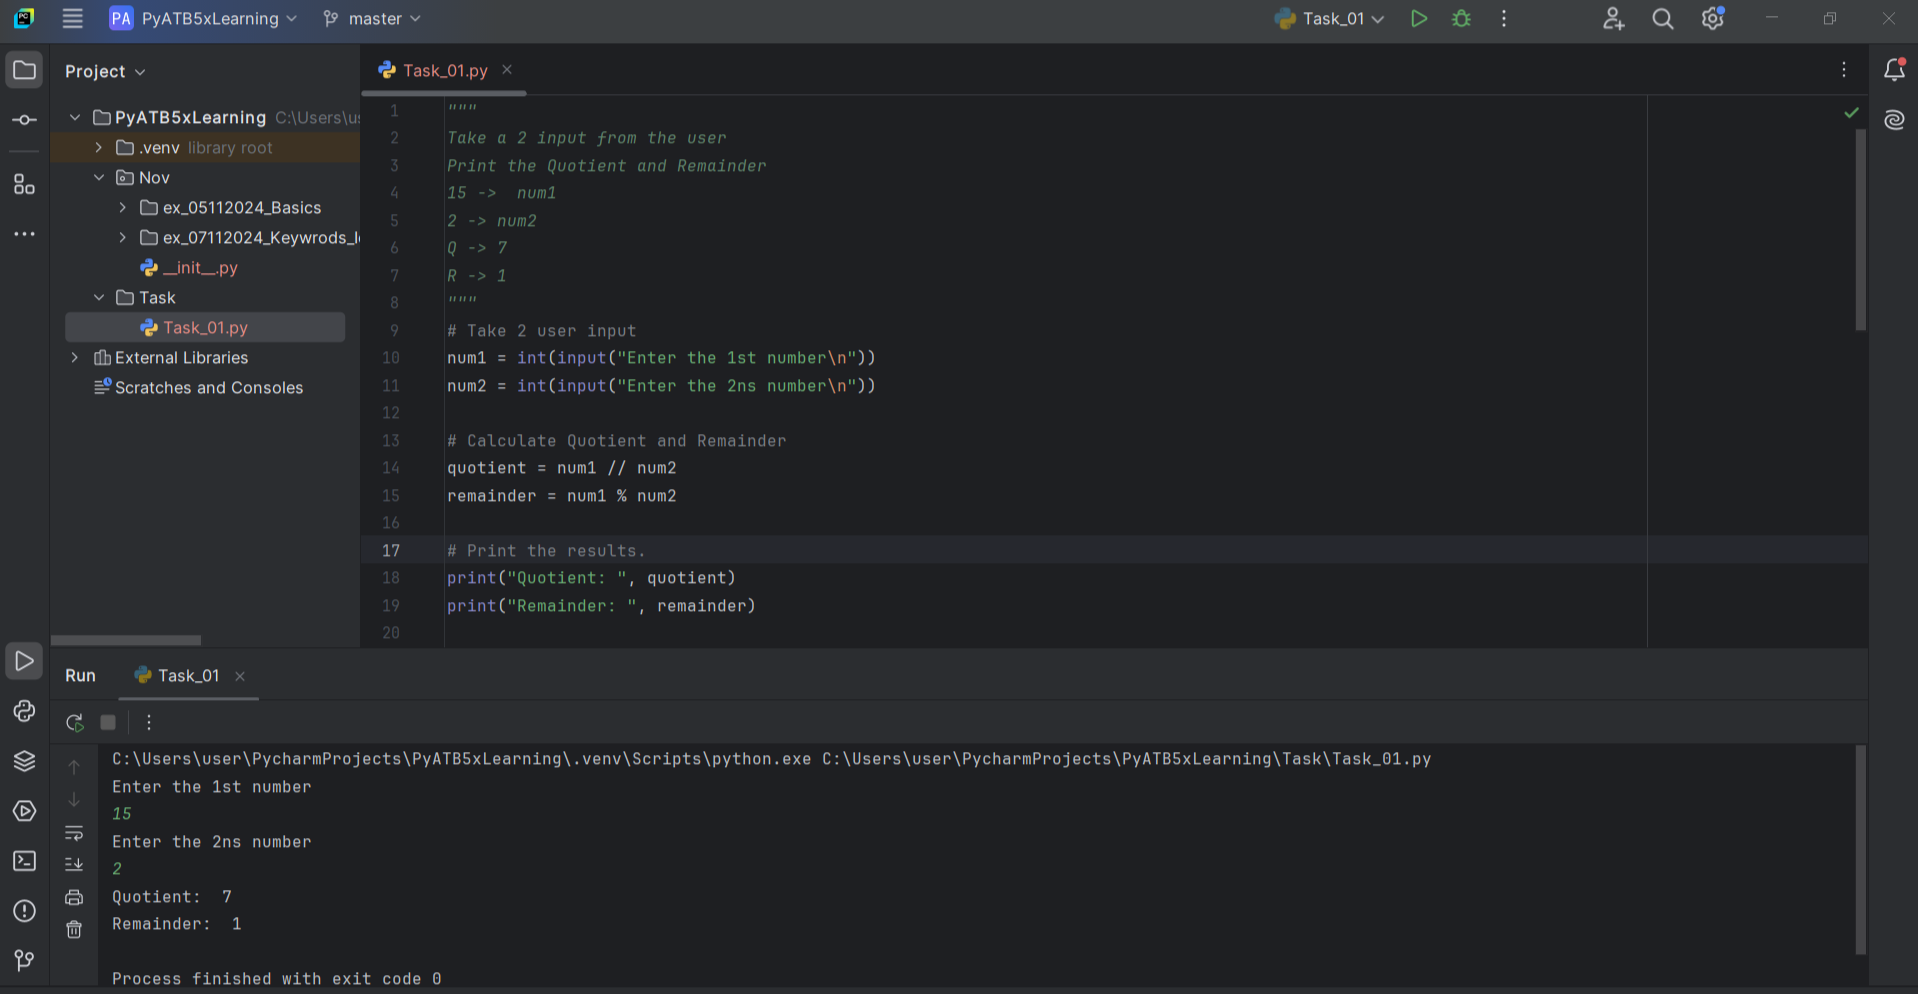 PC
PA PyATB5xLearning master Task_01
Project
Task_01.py
PyATB5xLearning C:\Users\us
.venv library root
Nov
ex_05112024_Basics
ex_07112024_Keywrods_I
__init__.py
Task
Task_01.py
External Libraries
Scratches and Consoles
1 """
2 Take a 2 input from the user
3 Print the Quotient and Remainder
4 15 ->  num1
5 2 -> num2
6 Q -> 7
7 R -> 1
8 """
9 # Take 2 user input
10 num1 = int(input("Enter the 1st number\n"))
11 num2 = int(input("Enter the 2ns number\n"))
12
13 # Calculate Quotient and Remainder
14 quotient = num1 // num2
15 remainder = num1 % num2
16
17 # Print the results.
18 print("Quotient: ", quotient)
19 print("Remainder: ", remainder)
20
Run Task_01
C:\Users\user\PycharmProjects\PyATB5xLearning\.venv\Scripts\python.exe C:\Users\user\PycharmProjects\PyATB5xLearning\Task\Task_01.py
Enter the 1st number
15
Enter the 2ns number
2
Quotient:  7
Remainder:  1
Process finished with exit code 0